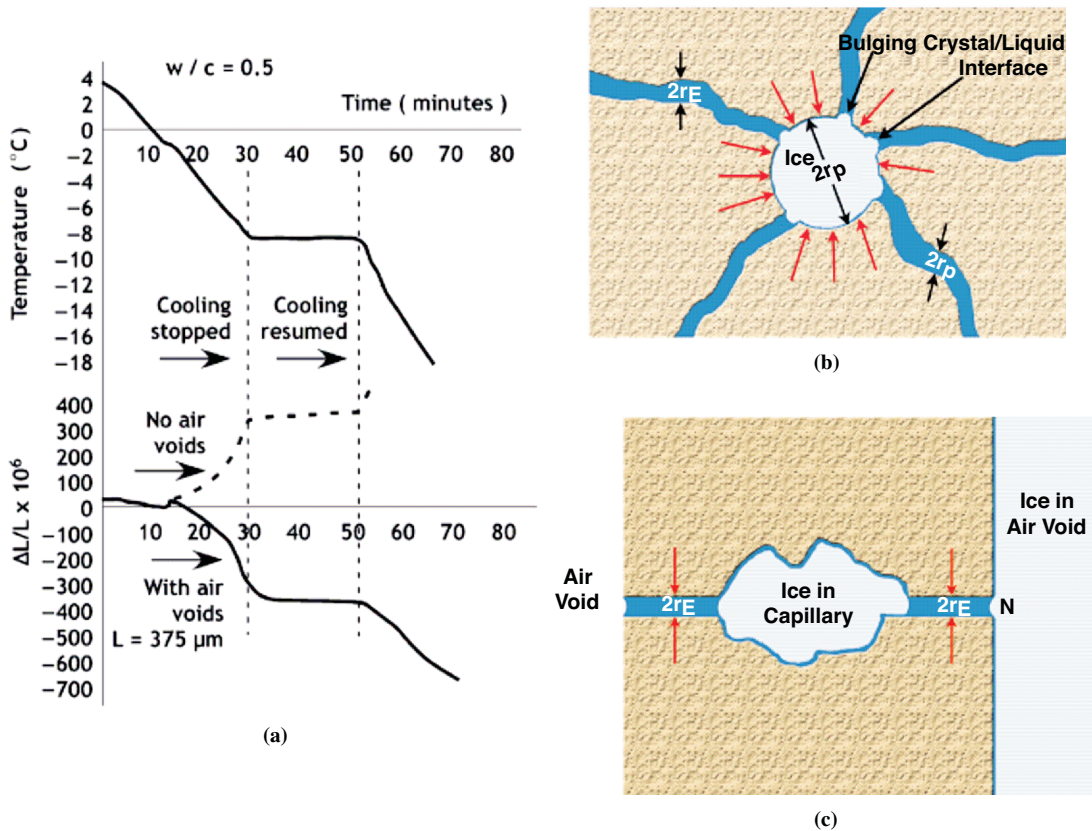 w / c = 0.5
Time ( minutes )
Temperature (°C)
4
2
0
−2
−4
−6
−8
−10
−12
−14
−16
−18
10 20 30 40 50 60 70 80
Cooling
stopped
Cooling
resumed
ΔL/L x 10⁶
400
300
200
100
0
−100
−200
−300
−400
−500
−600
−700
No air
voids
10 20 30 40 50 60 70 80
With air
voids
L = 375 µm
(a)
Bulging Crystal/Liquid
Interface
2rE
Ice
2rp
2rp
(b)
Air
Void
2rE
Ice in
Capillary
2rE
N
Ice in
Air Void
(c)